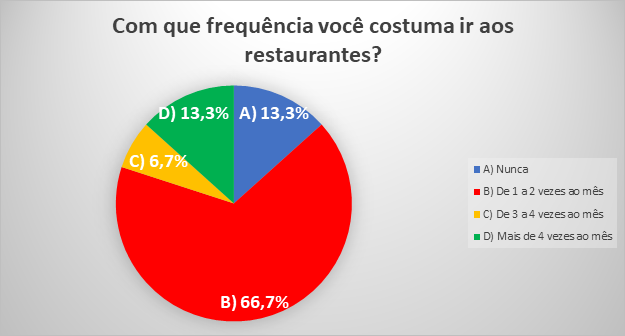 Com que frequência você costuma ir aos
restaurantes?
D) 13,3%
A) 13,3%
C) 6,7%
B) 66,7%
A) Nunca
B) De 1 a 2 vezes ao mês
C) De 3 a 4 vezes ao mês
D) Mais de 4 vezes ao mês